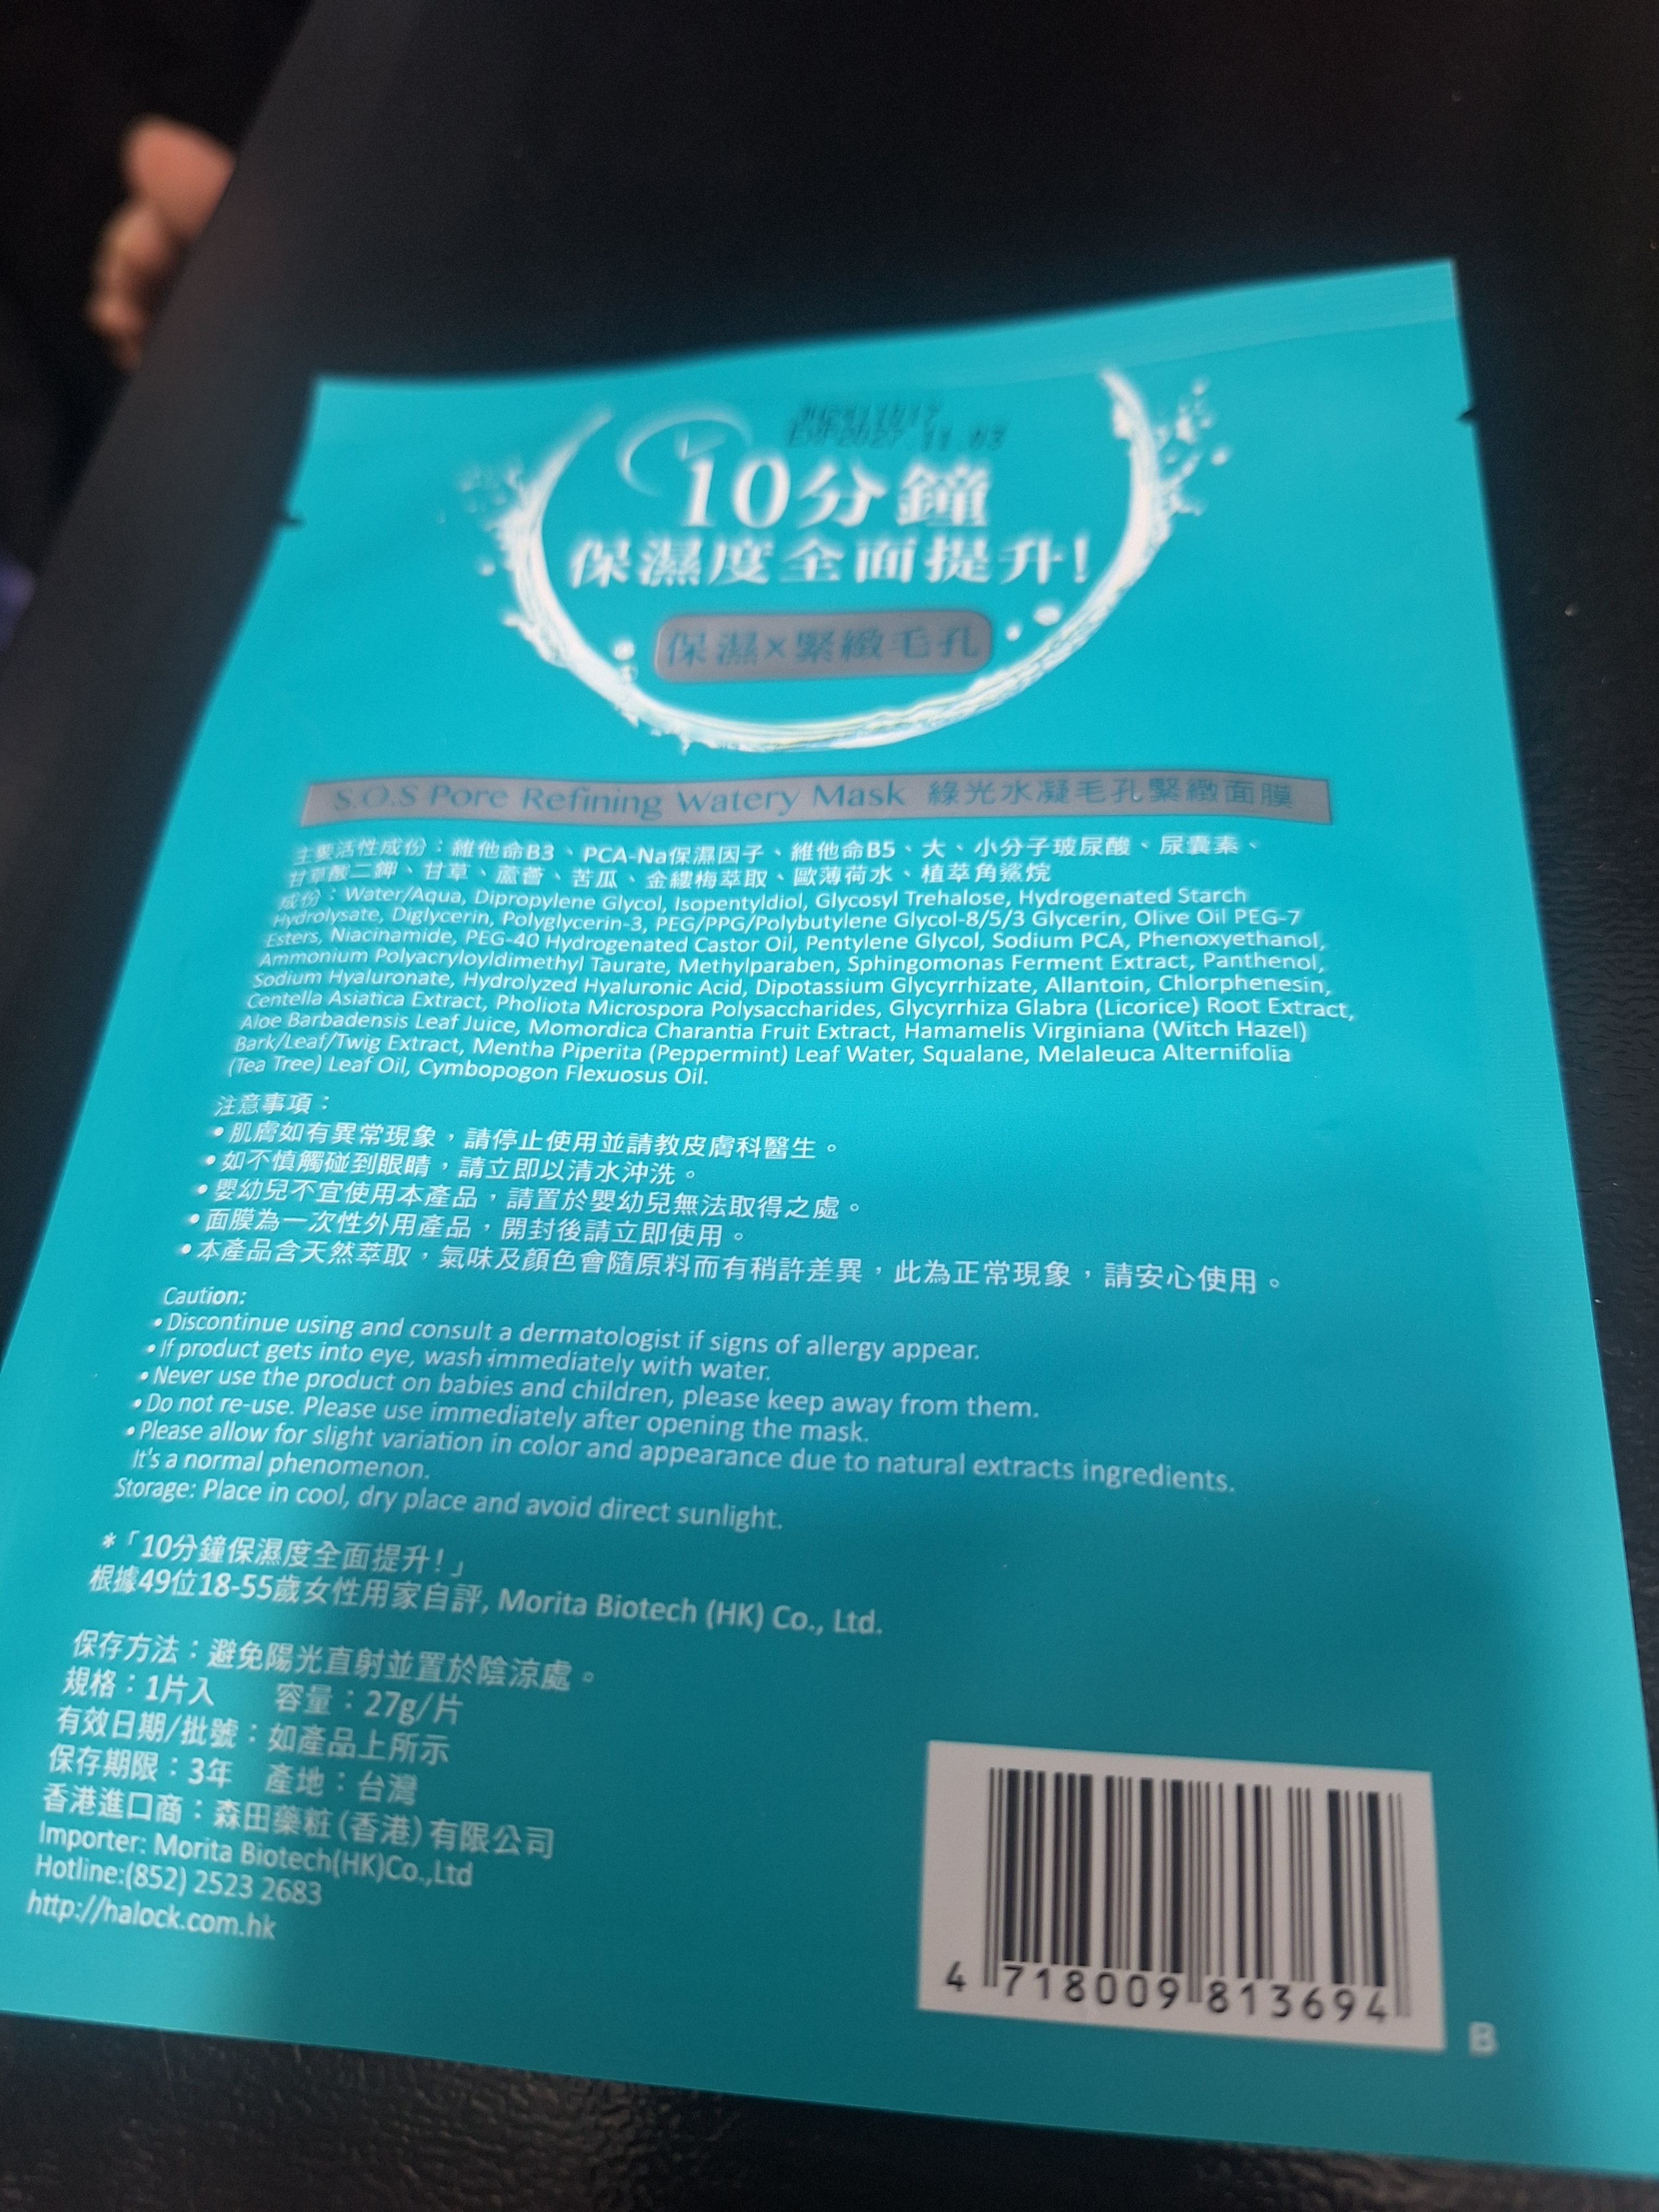 EXP2027.11.03
10分鐘
保濕度全面提升!
保濕×緊緻毛孔
S.O.S Pore Refining Watery Mask 綠光水凝毛孔緊緻面膜
主要活性成份：維他命B3、PCA-Na保濕因子、維他命B5、大、小分子玻尿酸、尿囊素、
甘草酸二鉀、甘草、蘆薈、苦瓜、金縷梅萃取、歐薄荷水、植萃角鯊烷
成份：Water/Aqua, Dipropylene Glycol, Isopentyldiol, Glycosyl Trehalose, Hydrogenated Starch
Hydrolysate, Diglycerin, Polyglycerin-3, PEG/PPG/Polybutylene Glycol-8/5/3 Glycerin, Olive Oil PEG-7
Esters, Niacinamide, PEG-40 Hydrogenated Castor Oil, Pentylene Glycol, Sodium PCA, Phenoxyethanol,
Ammonium Polyacryloyldimethyl Taurate, Methylparaben, Sphingomonas Ferment Extract, Panthenol,
Sodium Hyaluronate, Hydrolyzed Hyaluronic Acid, Dipotassium Glycyrrhizate, Allantoin, Chlorphenesin,
Centella Asiatica Extract, Pholiota Microspora Polysaccharides, Glycyrrhiza Glabra (Licorice) Root Extract,
Aloe Barbadensis Leaf Juice, Momordica Charantia Fruit Extract, Hamamelis Virginiana (Witch Hazel)
Bark/Leaf/Twig Extract, Mentha Piperita (Peppermint) Leaf Water, Squalane, Melaleuca Alternifolia
(Tea Tree) Leaf Oil, Cymbopogon Flexuosus Oil.
注意事項：
•肌膚如有異常現象，請停止使用並請教皮膚科醫生。
•如不慎觸碰到眼睛，請立即以清水沖洗。
•嬰幼兒不宜使用本產品，請置於嬰幼兒無法取得之處。
•面膜為一次性外用產品，開封後請立即使用。
•本產品含天然萃取，氣味及顏色會隨原料而有稍許差異，此為正常現象，請安心使用。
Caution:
•Discontinue using and consult a dermatologist if signs of allergy appear.
•If product gets into eye, wash immediately with water.
•Never use the product on babies and children, please keep away from them.
•Do not re-use. Please use immediately after opening the mask.
•Please allow for slight variation in color and appearance due to natural extracts ingredients.
It's a normal phenomenon.
Storage: Place in cool, dry place and avoid direct sunlight.
*「10分鐘保濕度全面提升!」
根據49位18-55歲女性用家自評, Morita Biotech (HK) Co., Ltd.
保存方法：避免陽光直射並置於陰涼處。
規格：1片入 容量：27g/片
有效日期/批號：如產品上所示
保存期限：3年 產地：台灣
香港進口商：森田藥粧(香港)有限公司
Importer: Morita Biotech(HK)Co.,Ltd
Hotline:(852) 2523 2683
http://halock.com.hk
4 718009 813694
B